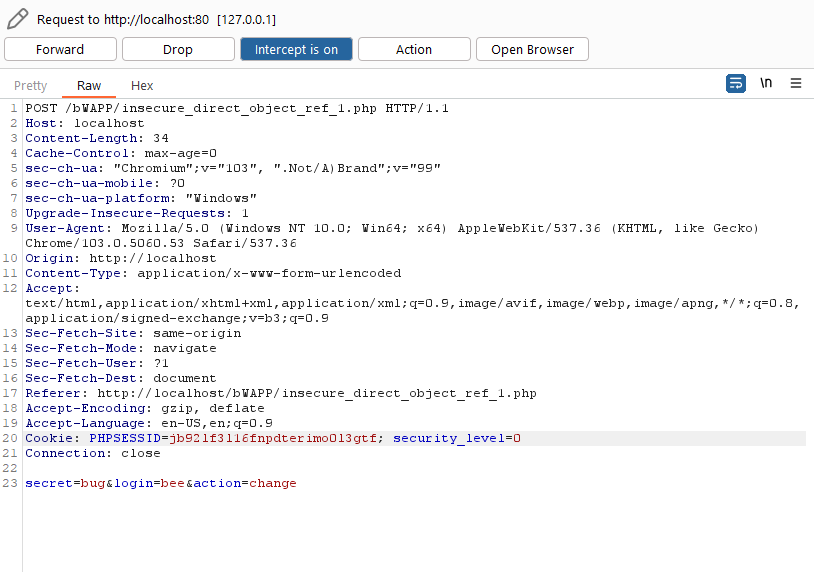 Request to http://localhost:80 [127.0.0.1]
Forward Drop Intercept is on Action Open Browser
Pretty Raw Hex \n
1 POST /bWAPP/insecure_direct_object_ref_1.php HTTP/1.1
2 Host: localhost
3 Content-Length: 34
4 Cache-Control: max-age=0
5 sec-ch-ua: "Chromium";v="103", ".Not/A)Brand";v="99"
6 sec-ch-ua-mobile: ?0
7 sec-ch-ua-platform: "Windows"
8 Upgrade-Insecure-Requests: 1
9 User-Agent: Mozilla/5.0 (Windows NT 10.0; Win64; x64) AppleWebKit/537.36 (KHTML, like Gecko)
Chrome/103.0.5060.53 Safari/537.36
10 Origin: http://localhost
11 Content-Type: application/x-www-form-urlencoded
12 Accept:
text/html,application/xhtml+xml,application/xml;q=0.9,image/avif,image/webp,image/apng,*/*;q=0.8,
application/signed-exchange;v=b3;q=0.9
13 Sec-Fetch-Site: same-origin
14 Sec-Fetch-Mode: navigate
15 Sec-Fetch-User: ?1
16 Sec-Fetch-Dest: document
17 Referer: http://localhost/bWAPP/insecure_direct_object_ref_1.php
18 Accept-Encoding: gzip, deflate
19 Accept-Language: en-US,en;q=0.9
20 Cookie: PHPSESSID=jb92lf3ll6fnpdterimo0l3gtf; security_level=0
21 Connection: close
22
23 secret=bug&login=bee&action=change